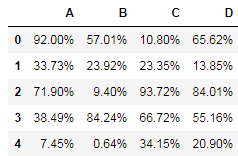 A B C D
0 92.00% 57.01% 10.80% 65.62%
1 33.73% 23.92% 23.35% 13.85%
2 71.90% 9.40% 93.72% 84.01%
3 38.49% 84.24% 66.72% 55.16%
4 7.45% 0.64% 34.15% 20.90%